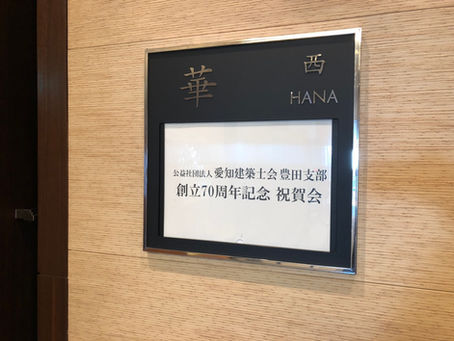 華 西
HANA
公益社団法人 愛知建築士会 豊田支部
創立70周年記念 祝賀会